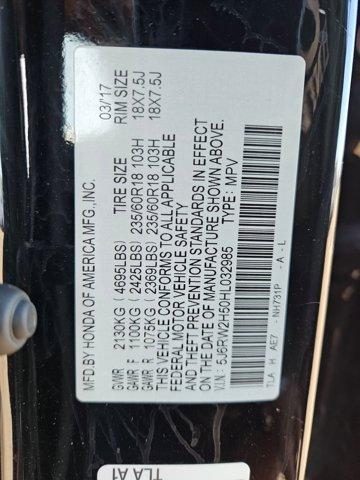 MFD BY HONDA OF AMERICA MFG., INC. 03/17
TIRE SIZE RIM SIZE
GVWR 2130KG (4695LBS)
GAWR F 1100KG (2425LBS) 235/60R18 103H 18X7.5J
GAWR R 1075KG (2369LBS) 235/60R18 103H 18X7.5J
THIS VEHICLE CONFORMS TO ALL APPLICABLE
FEDERAL MOTOR VEHICLE SAFETY
AND THEFT PREVENTION STANDARDS IN EFFECT
ON THE DATE OF MANUFACTURE SHOWN ABOVE.
V.I.N.: 5J6RW2H50HL032985 TYPE: MPV
TLA H AE7 - NH731P - A - L
TLA A1